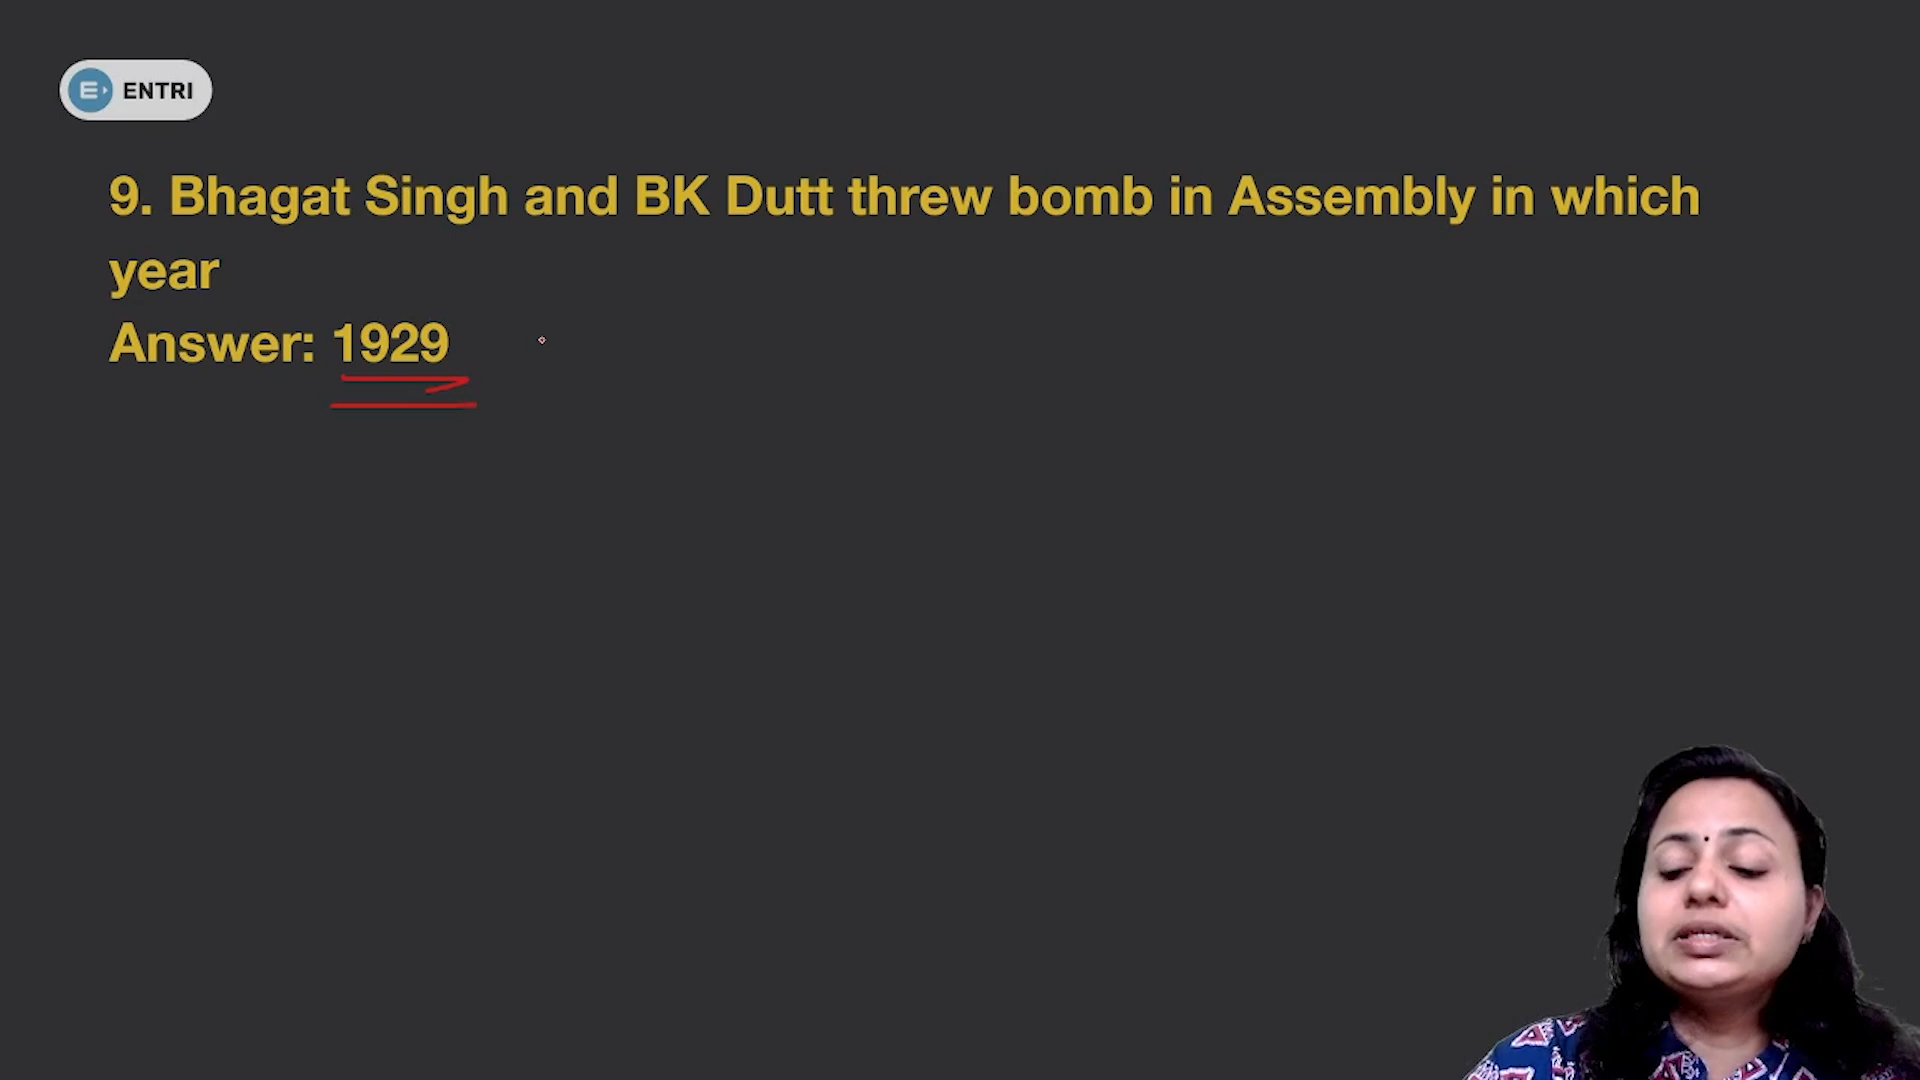 ENTRI
9. Bhagat Singh and BK Dutt threw bomb in Assembly in which
year
Answer: 1929